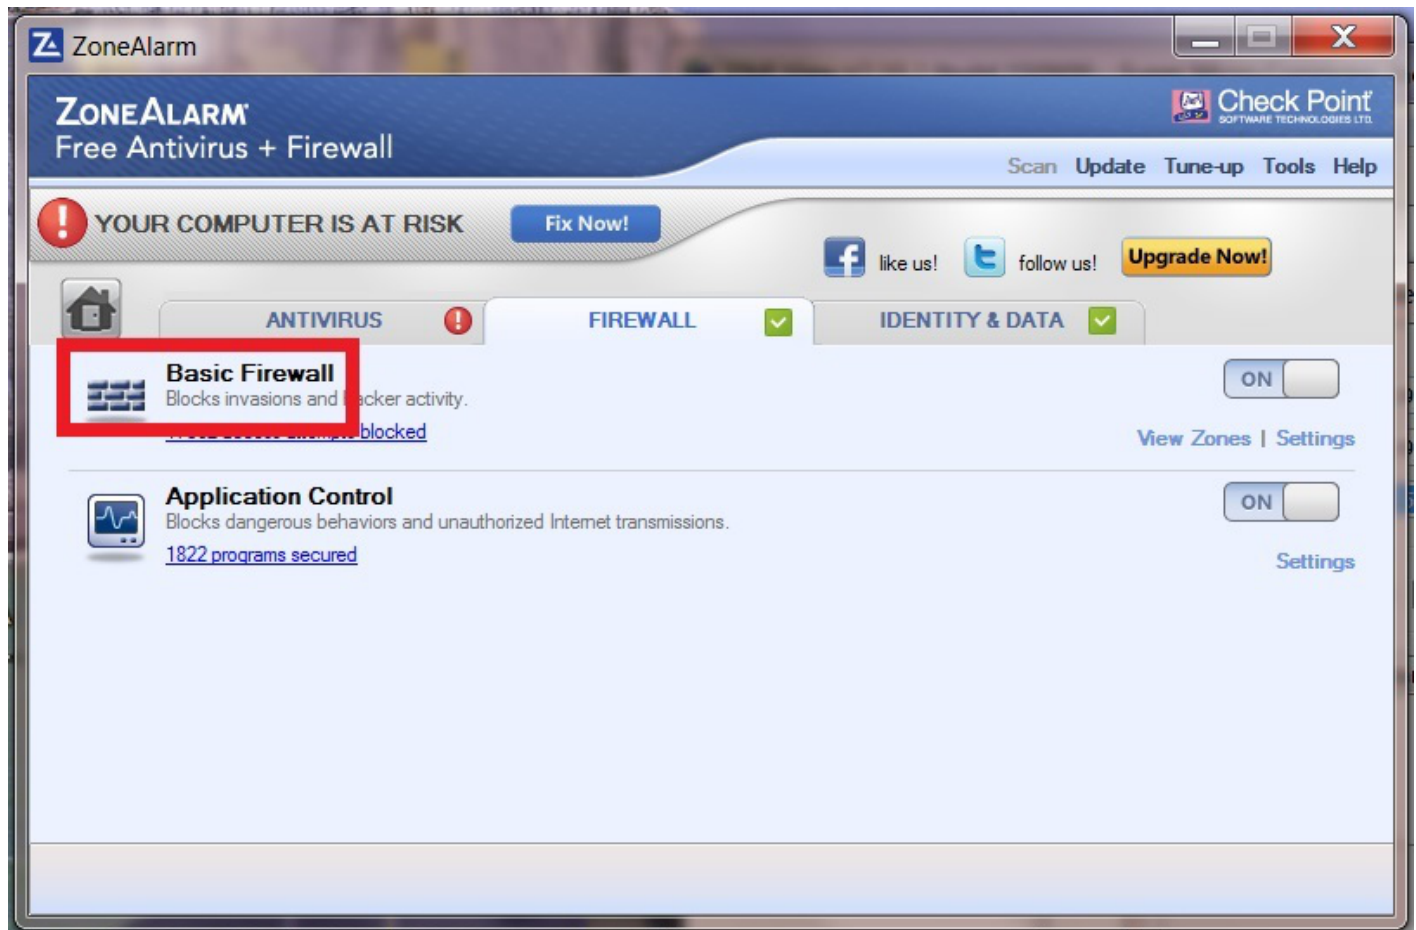 ZoneAlarm
ZONEALARM
Free Antivirus + Firewall
Check Point
SOFTWARE TECHNOLOGIES LTD.
Scan Update Tune-up Tools Help
YOUR COMPUTER IS AT RISK Fix Now!
like us! follow us! Upgrade Now!
ANTIVIRUS FIREWALL IDENTITY & DATA
Basic Firewall
ON
Blocks invasions and hacker activity.
blocked
View Zones | Settings
Application Control
ON
Blocks dangerous behaviors and unauthorized Internet transmissions.
1822 programs secured
Settings